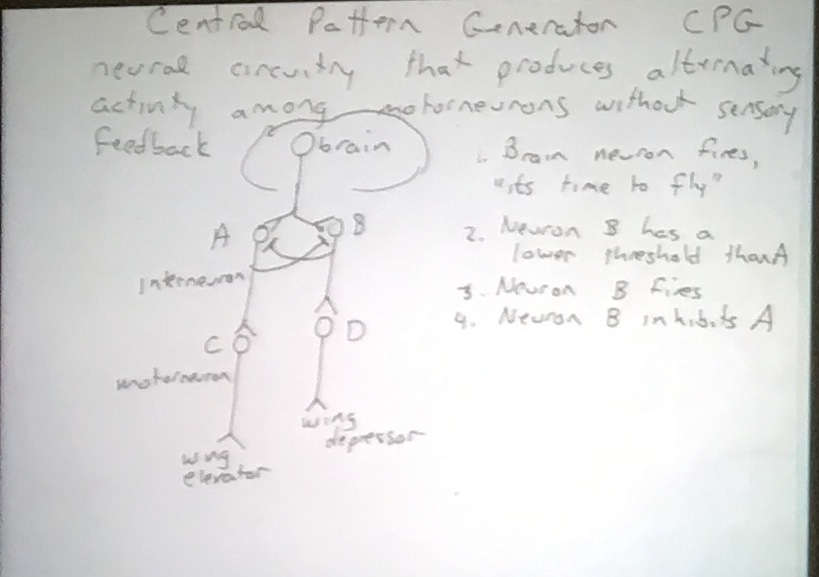 Central Pattern Generator CPG
neural circuitry that produces alternating
activity among motorneurons without sensory
feedback
brain
1. Brain neuron fires,
"its time to fly"
A
B
2. Neuron B has a
lower threshold than A
interneuron
3. Neuron B fires
4. Neuron B inhibits A
C
D
motorneuron
wing
depressor
wing
elevator